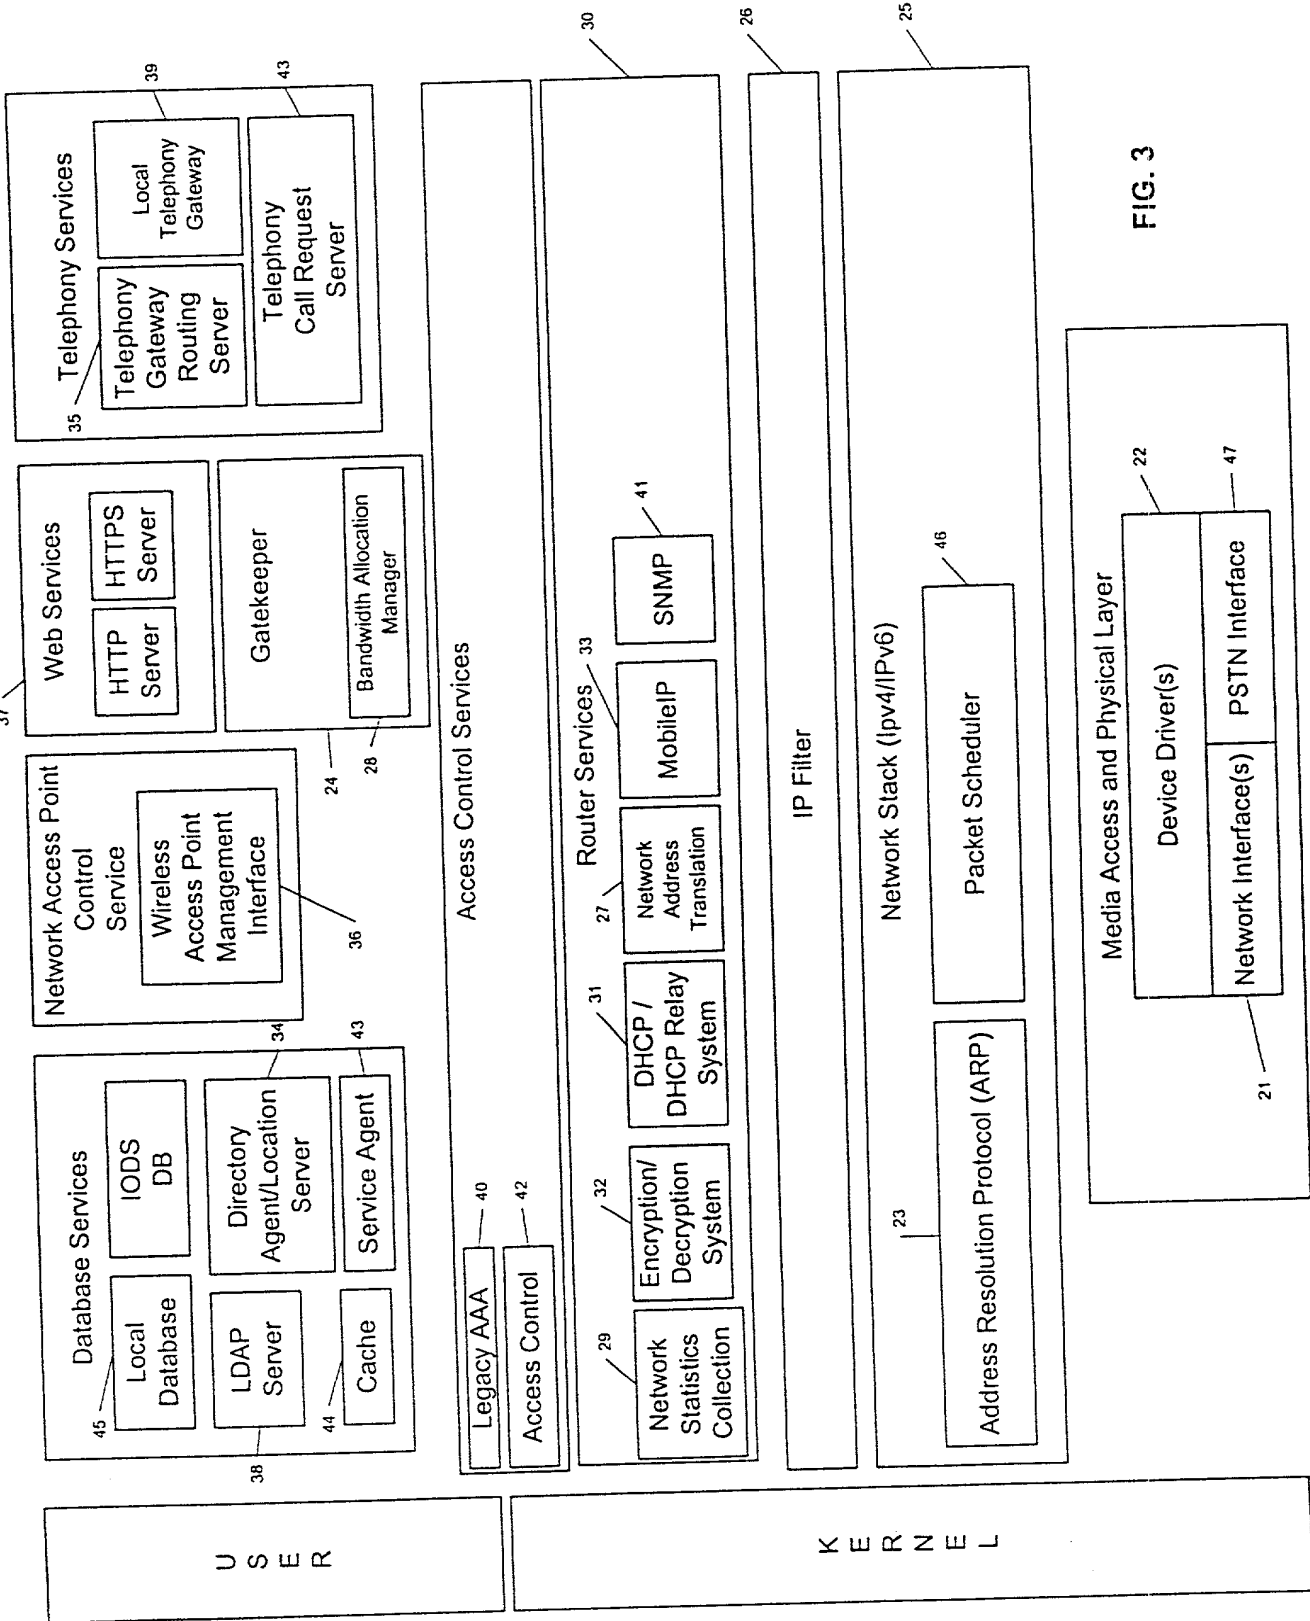 USER
Database Services
45
Local
Database
IODS
DB
LDAP
Server
38
Directory
Agent/Location
Server
34
44
Cache
Service Agent
43
Network Access Point
Control
Service
Wireless
Access Point
Management
Interface
36
37
Web Services
HTTP
Server
HTTPS
Server
Gatekeeper
Bandwidth Allocation
Manager
24
28
Telephony Services
35
Telephony
Gateway
Routing
Server
Local
Telephony
Gateway
39
Telephony
Call Request
Server
43
Access Control Services
Legacy AAA
40
Access Control
42
KERNEL
Router Services
30
29
Network
Statistics
Collection
32
Encryption/
Decryption
System
31
DHCP /
DHCP Relay
System
27
Network
Address
Translation
33
MobileIP
41
SNMP
IP Filter
26
Network Stack (Ipv4/IPv6)
25
23
Address Resolution Protocol (ARP)
Packet Scheduler
46
Media Access and Physical Layer
Device Driver(s)
22
Network Interface(s)
21
PSTN Interface
47
FIG. 3